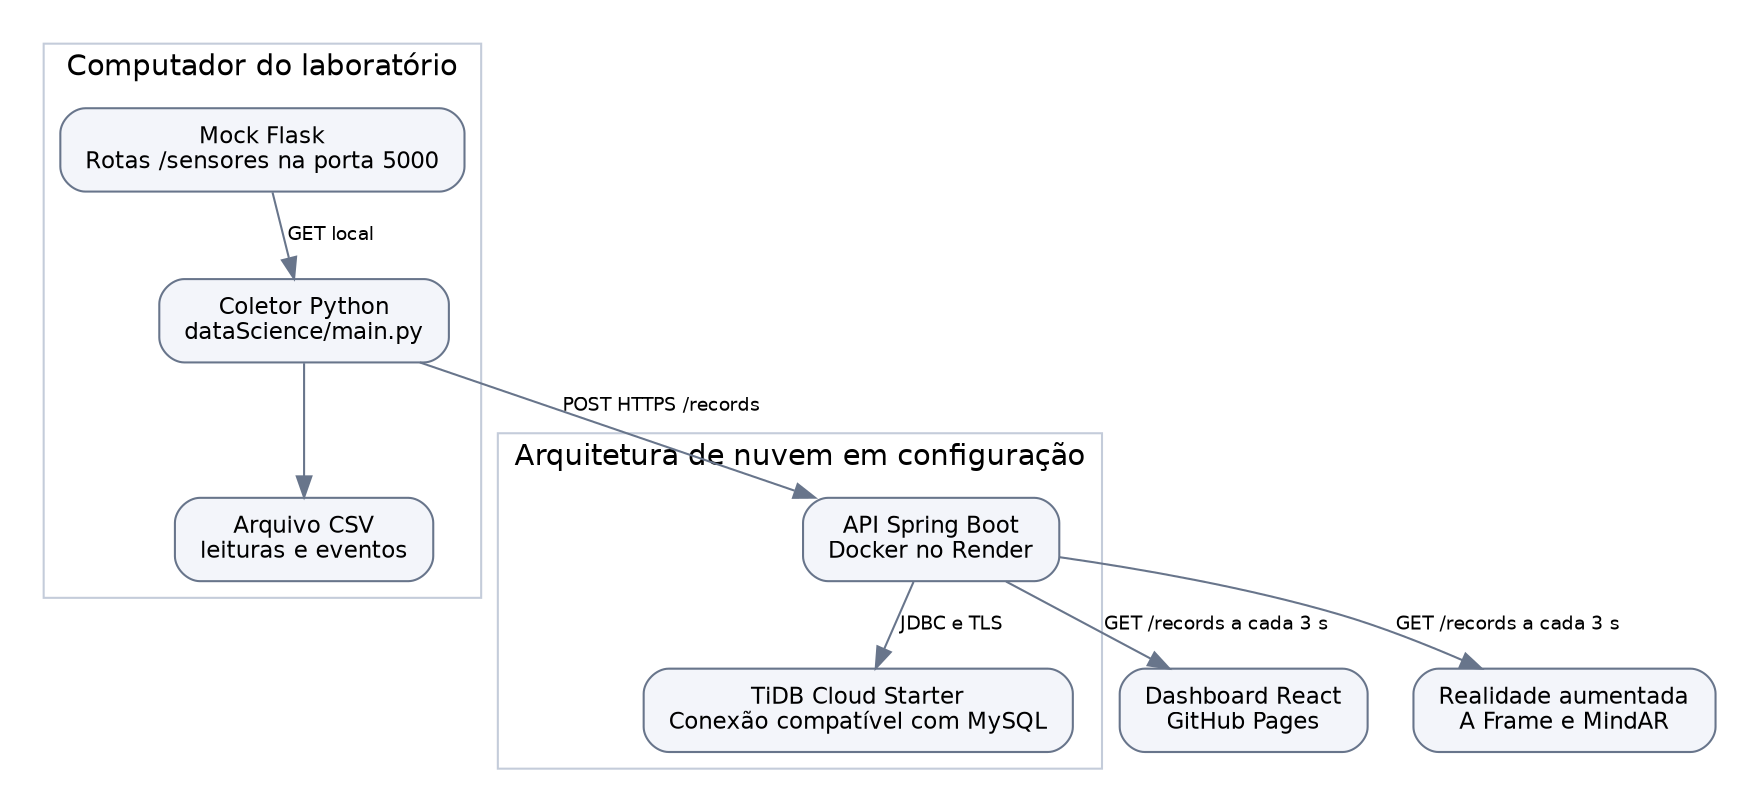 Computador do laboratório
Mock Flask
Rotas /sensores na porta 5000
GET local
Coletor Python
dataScience/main.py
POST HTTPS /records
Arquitetura de nuvem em configuração
Arquivo CSV
leituras e eventos
API Spring Boot
Docker no Render
JDBC e TLS
GET /records a cada 3 s
GET /records a cada 3 s
TiDB Cloud Starter
Conexão compatível com MySQL
Dashboard React
GitHub Pages
Realidade aumentada
A Frame e MindAR